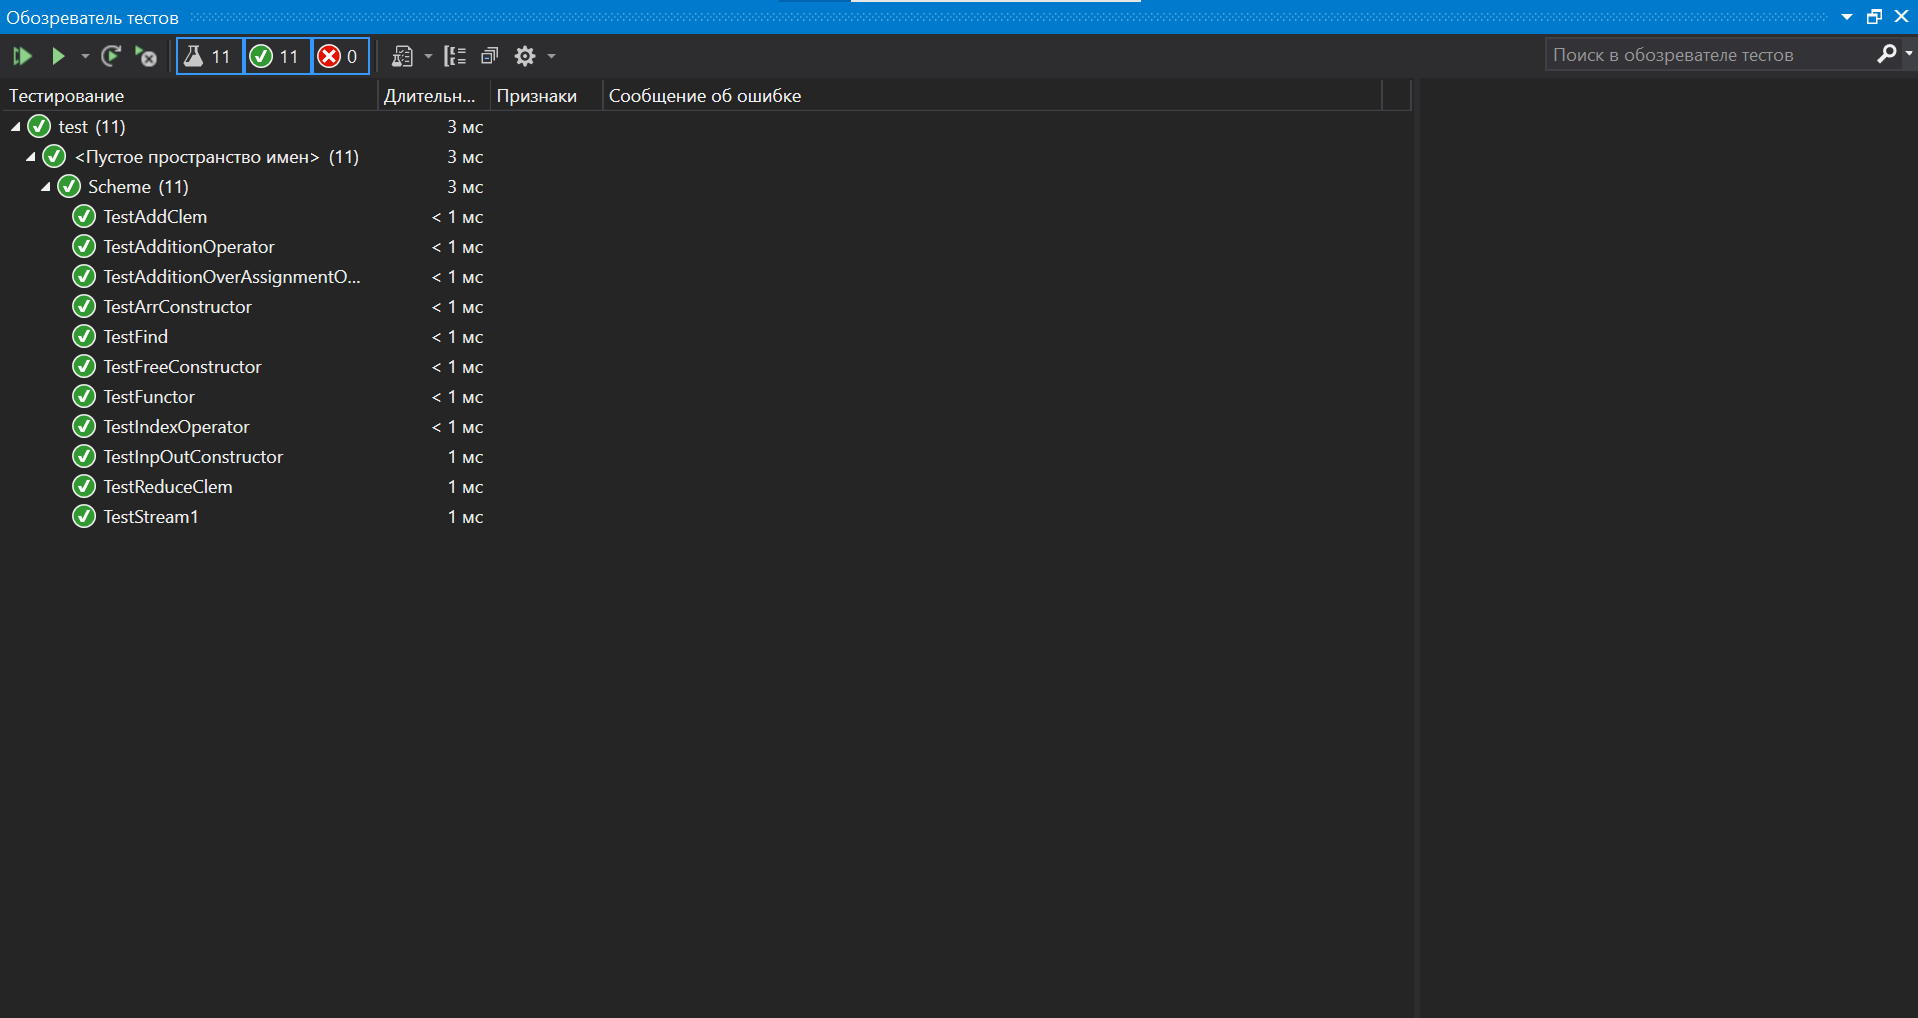 Обозреватель тестов
11 11 0 Поиск в обозревателе тестов
Тестирование Длительн... Признаки Сообщение об ошибке
test (11) 3 мс
<Пустое пространство имен> (11) 3 мс
Scheme (11) 3 мс
TestAddClem < 1 мс
TestAdditionOperator < 1 мс
TestAdditionOverAssignmentO... < 1 мс
TestArrConstructor < 1 мс
TestFind < 1 мс
TestFreeConstructor < 1 мс
TestFunctor < 1 мс
TestIndexOperator < 1 мс
TestInpOutConstructor 1 мс
TestReduceClem 1 мс
TestStream1 1 мс